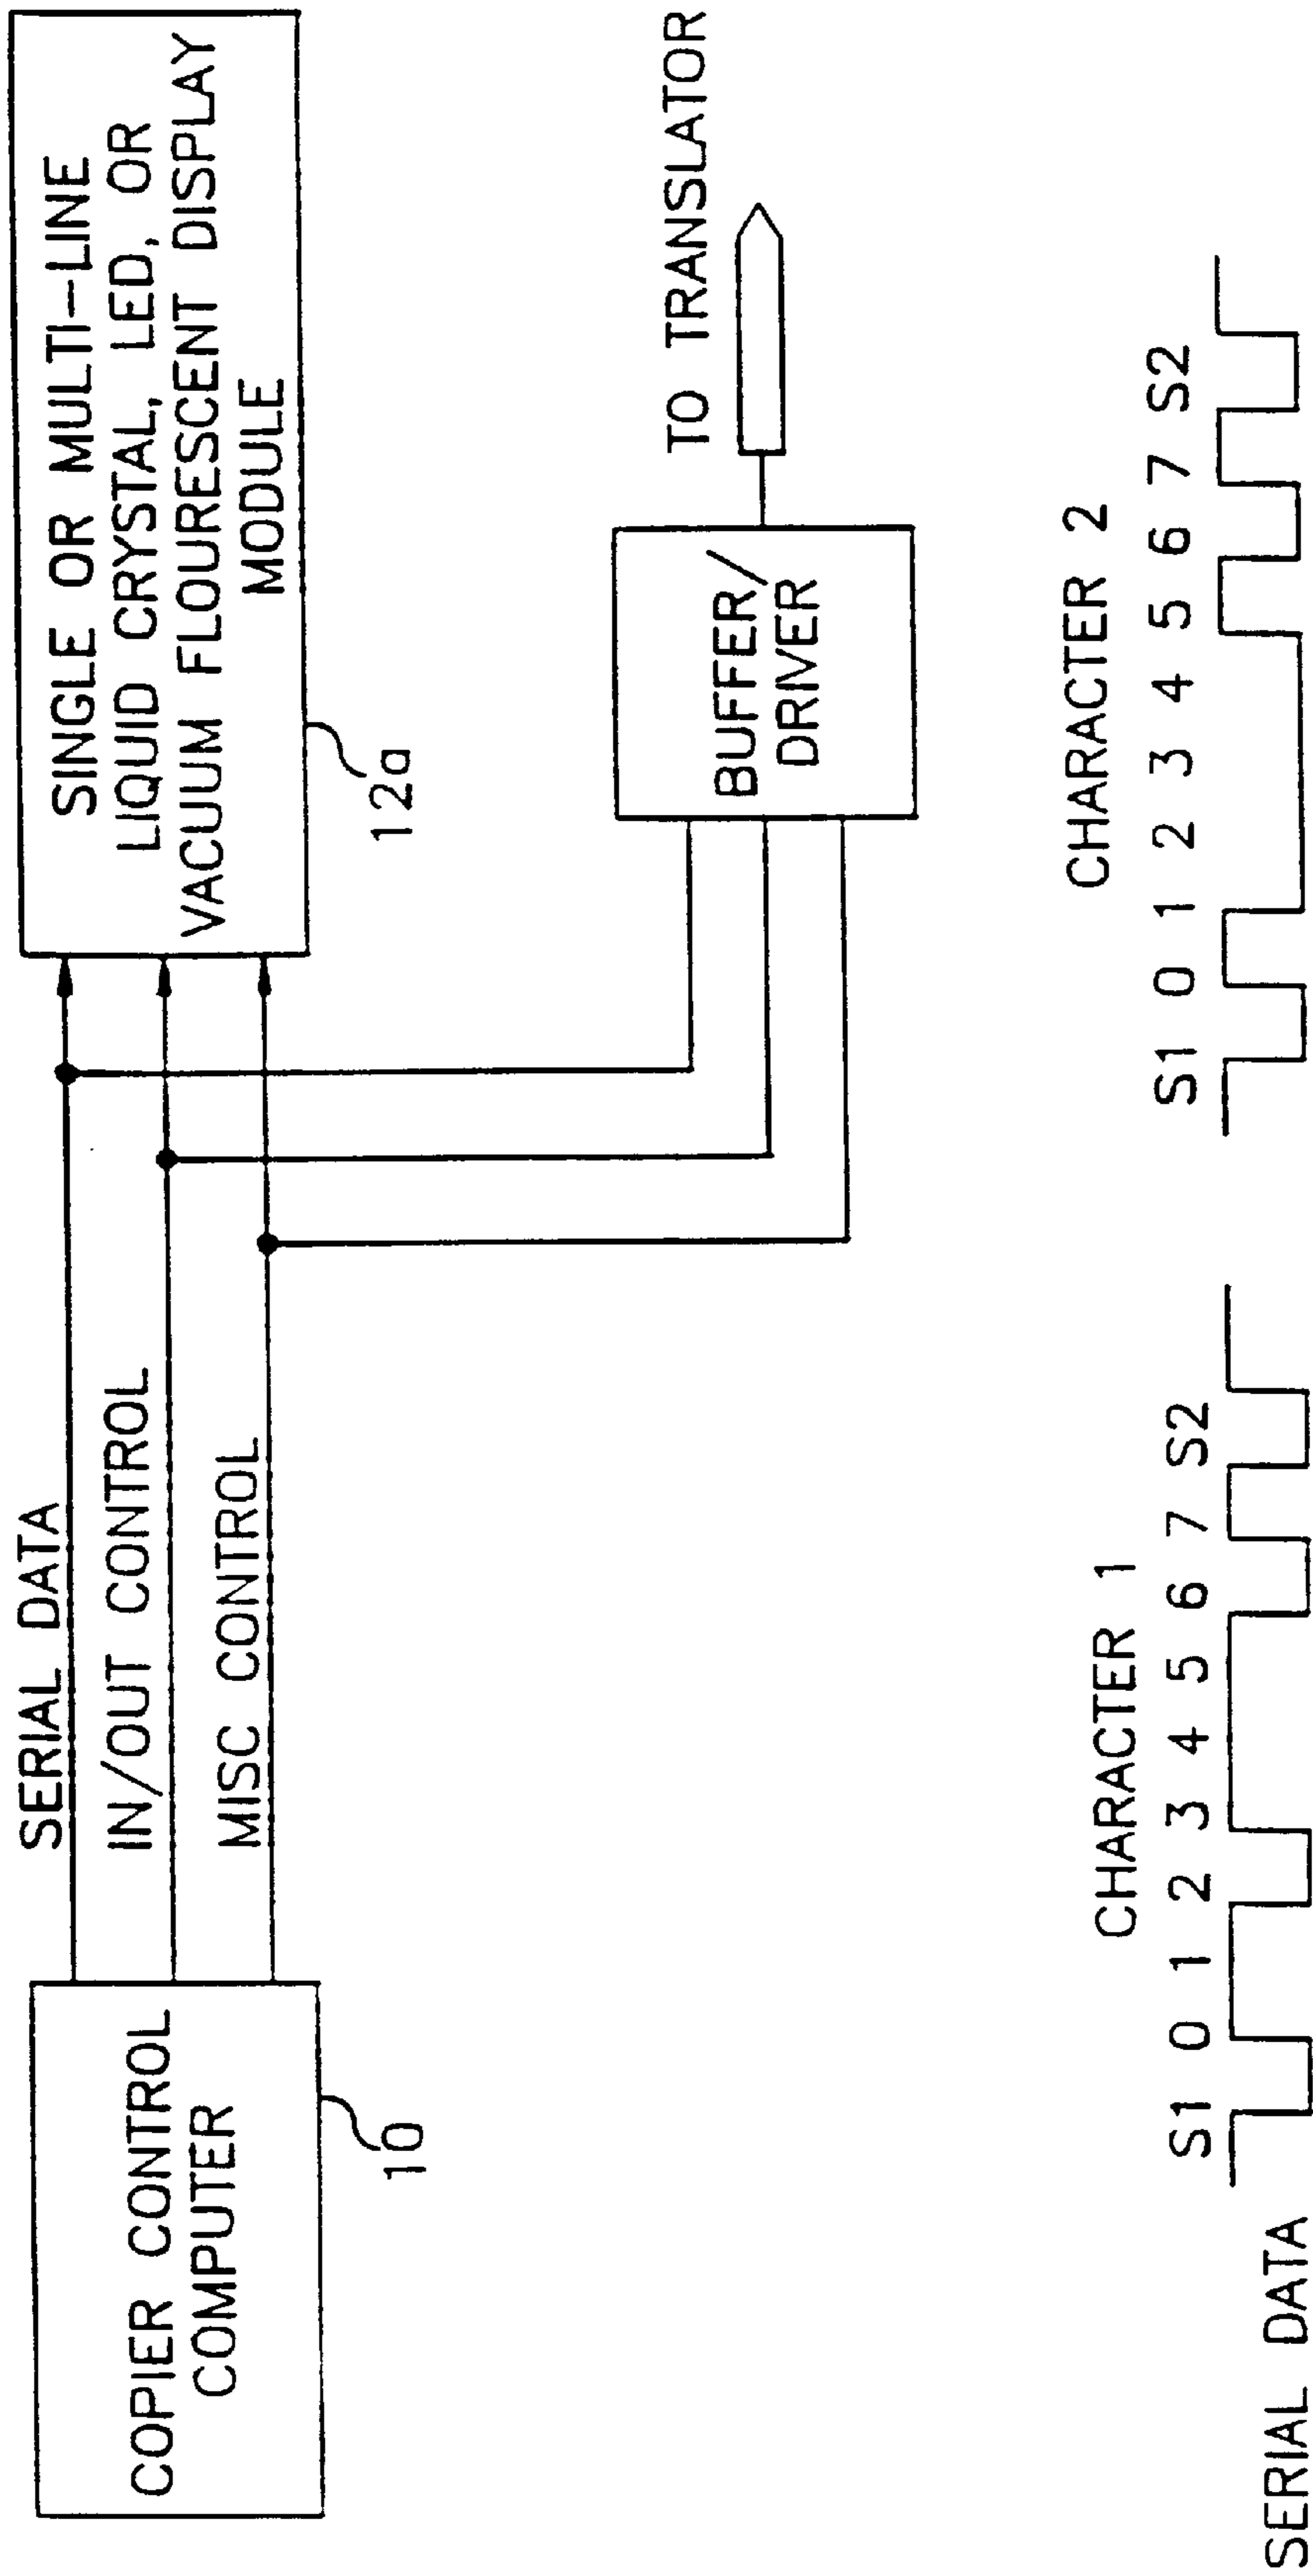 COPIER CONTROL
COMPUTER
10
SERIAL DATA
IN/OUT CONTROL
MISC CONTROL
SINGLE OR MULTI-LINE
LIQUID CRYSTAL, LED, OR
VACUUM FLOURESCENT DISPLAY
MODULE
12a
BUFFER/
DRIVER
TO TRANSLATOR
CHARACTER 1
S1 0 1 2 3 4 5 6 7 S2
CHARACTER 2
S1 0 1 2 3 4 5 6 7 S2
SERIAL DATA